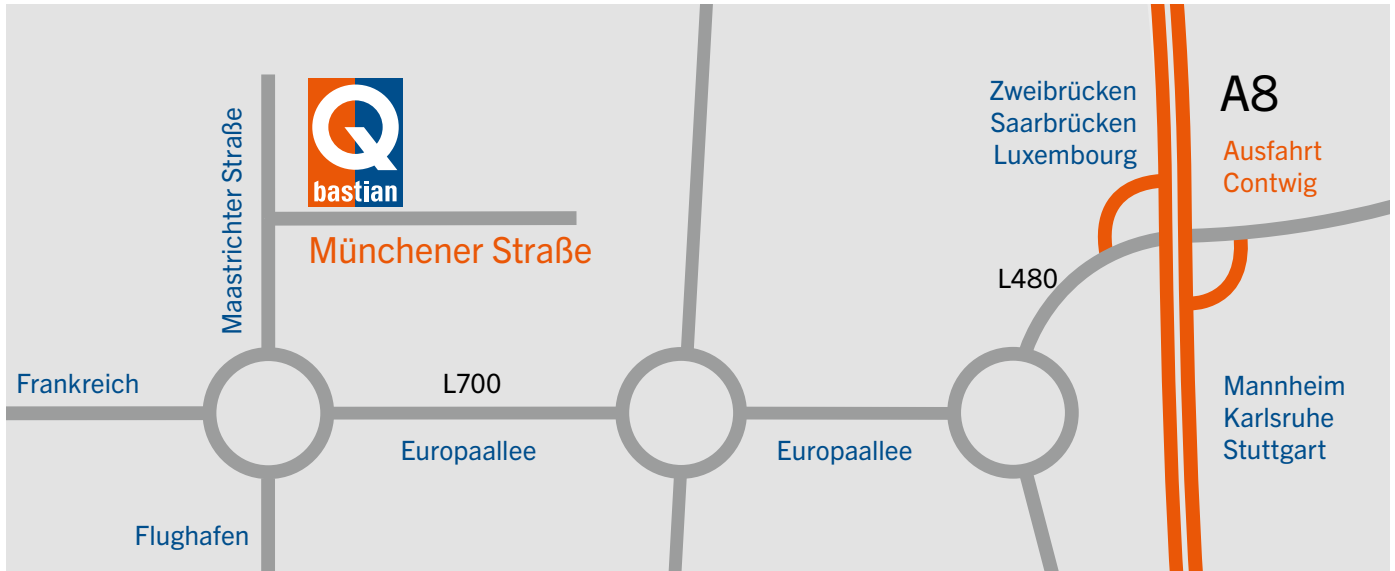 Maastrichter Straße
Q
bastian
Münchener Straße
Zweibrücken
Saarbrücken
Luxembourg
A8
Ausfahrt
Contwig
L480
Frankreich
L700
Europaallee
Europaallee
Mannheim
Karlsruhe
Stuttgart
Flughafen